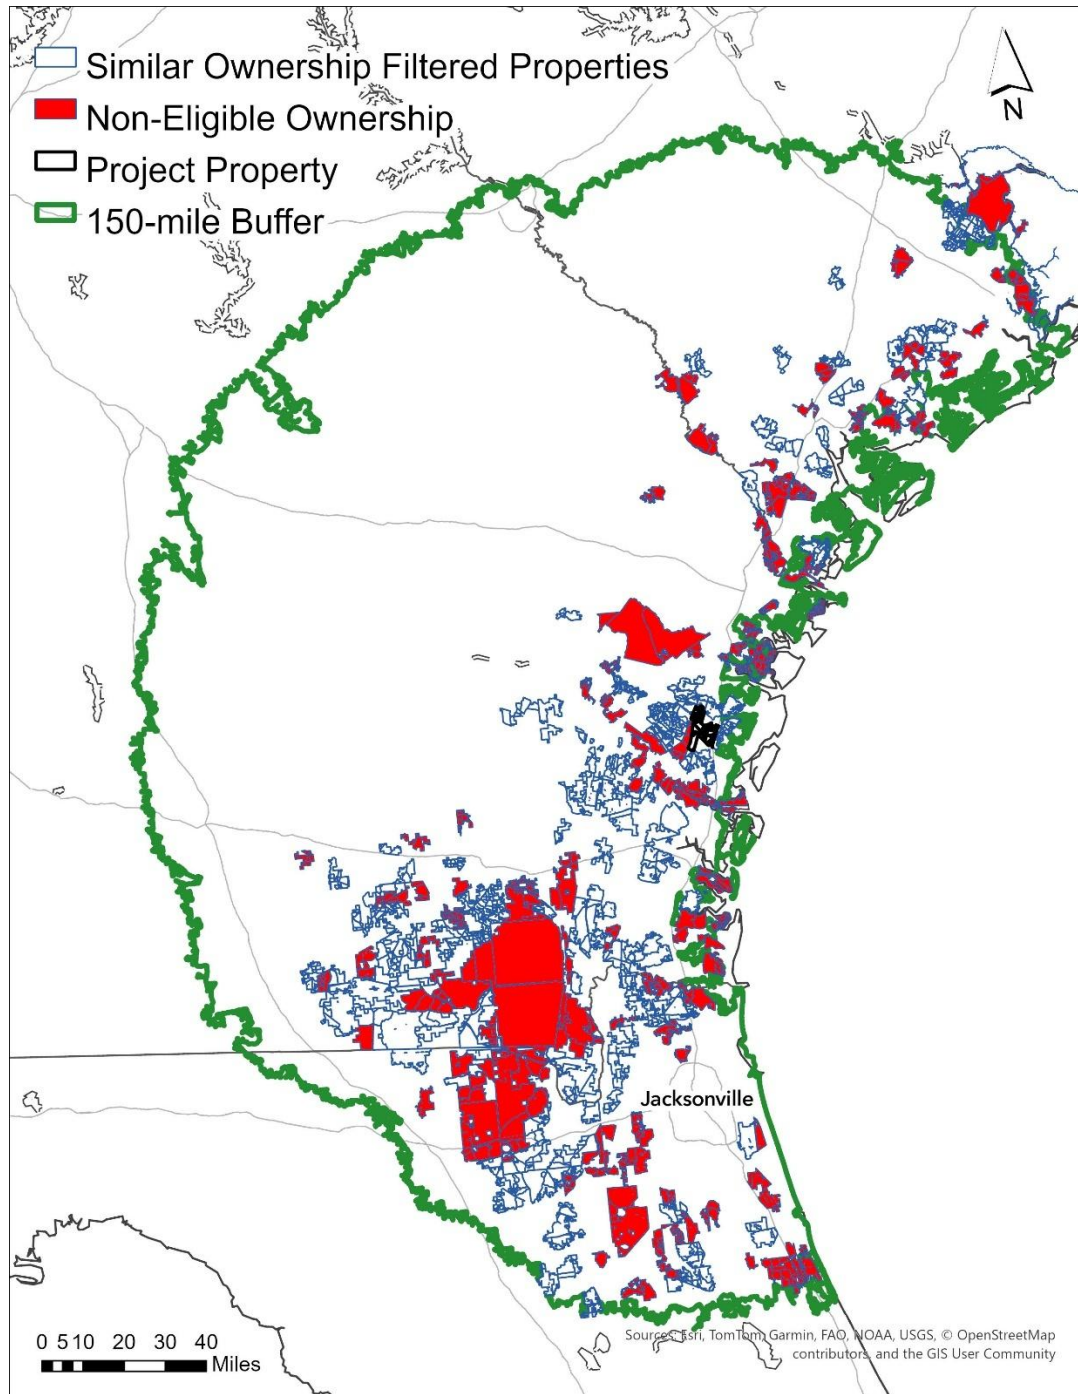 Similar Ownership Filtered Properties
Non-Eligible Ownership
Project Property
150-mile Buffer
N
Jacksonville
0 5 10 20 30 40
Miles
Sources: Esri, TomTom, Garmin, FAO, NOAA, USGS, © OpenStreetMap
contributors, and the GIS User Community